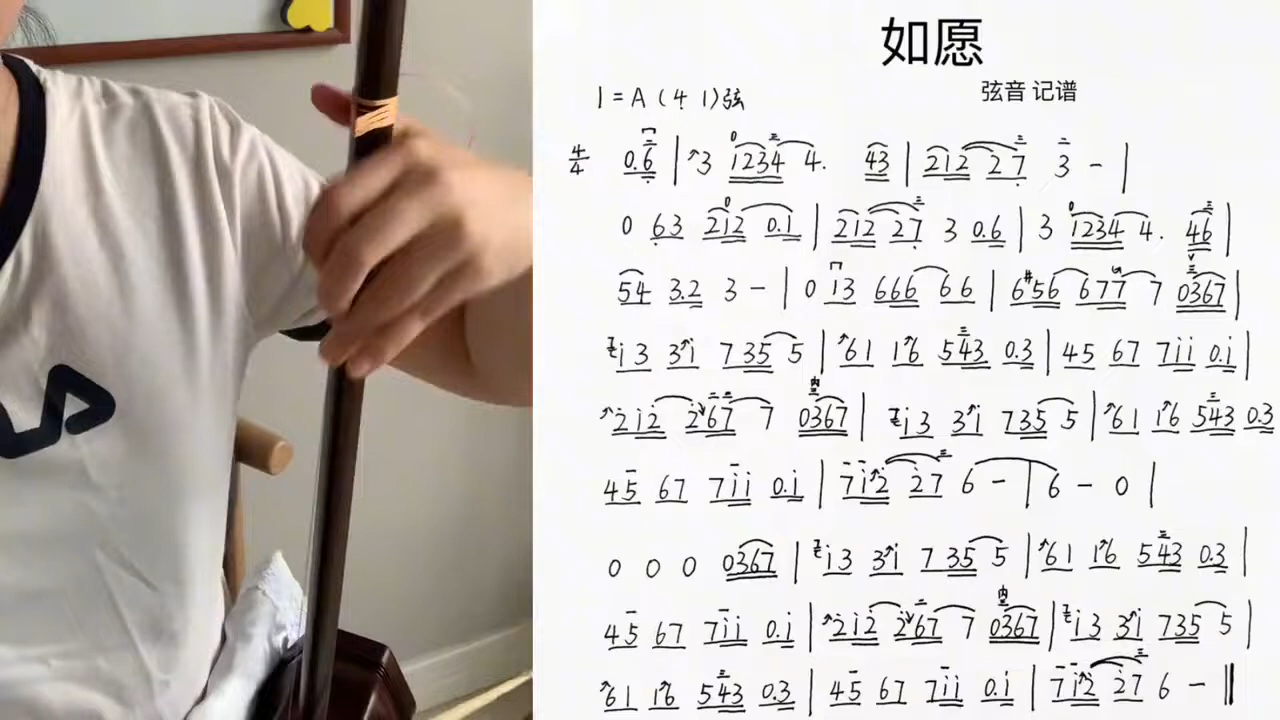 如愿
弦音 记谱
1=A (4 1)弦
4/4 0.6 | 3 1234 4. 43 | 212 27 3 - |
0 63 212 0.1 | 212 27 3 0.6 | 3 1234 4. 46 |
54 3.2 3 - | 0 i3 666 66 | 6#56 677 7 0367 |
i3 3i 735 5 | 61 16 543 0.3 | 45 67 7ii 0.i |
2i2 267 7 0367 | i3 3i 735 5 | 61 16 543 0.3
45 67 7ii 0.i | 7i2 27 6 - | 6 - 0 |
0 0 0 0367 | i3 3i 735 5 | 61 16 543 0.3 |
45 67 7ii 0.i | 2i2 267 7 0367 | i3 3i 735 5 |
61 16 543 0.3 | 45 67 7ii 0.i | 7i2 27 6 - ‖